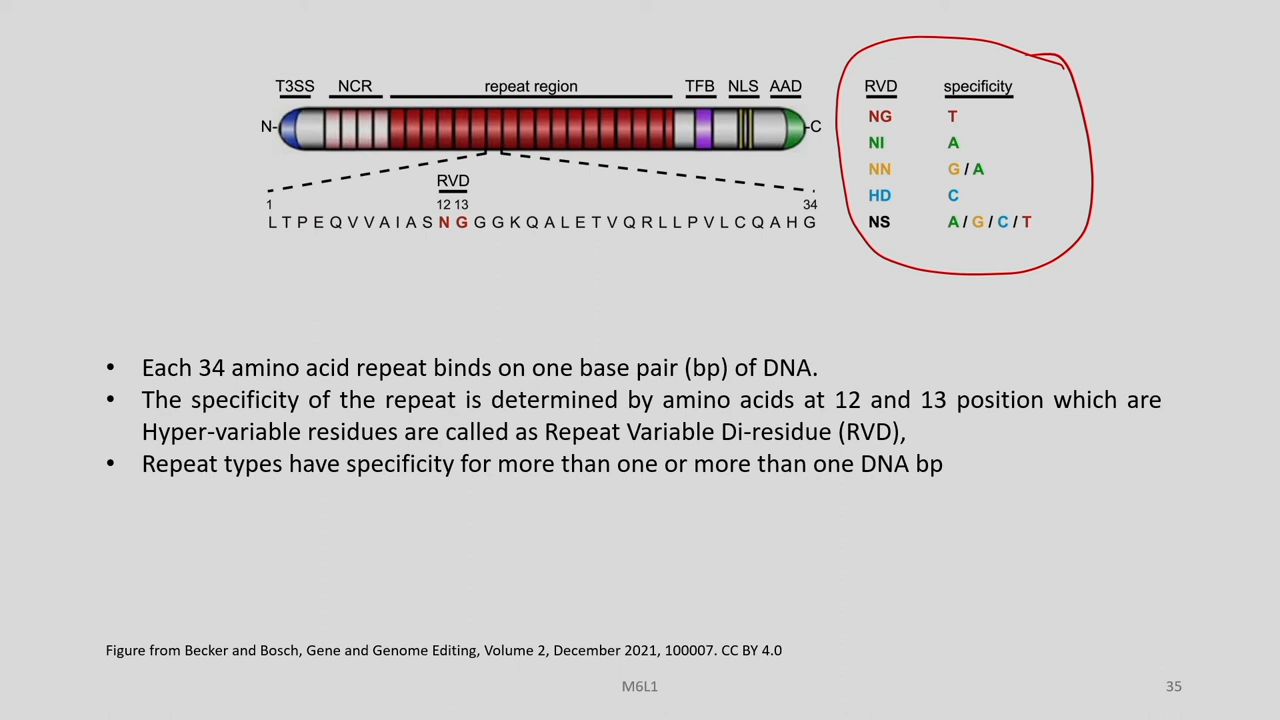 T3SS NCR repeat region TFB NLS AAD
N- -C
RVD
12 13
1 34
L T P E Q V V A I A S N G G G K Q A L E T V Q R L L P V L C Q A H G
RVD specificity
NG T
NI A
NN G / A
HD C
NS A / G / C / T
• Each 34 amino acid repeat binds on one base pair (bp) of DNA.
• The specificity of the repeat is determined by amino acids at 12 and 13 position which are
Hyper-variable residues are called as Repeat Variable Di-residue (RVD),
• Repeat types have specificity for more than one or more than one DNA bp
Figure from Becker and Bosch, Gene and Genome Editing, Volume 2, December 2021, 100007. CC BY 4.0
M6L1 35